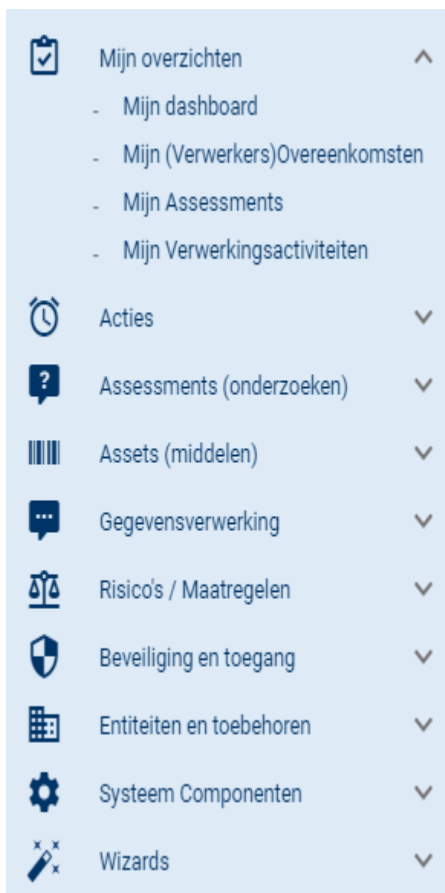 Mijn overzichten
- Mijn dashboard
- Mijn (Verwerkers)Overeenkomsten
- Mijn Assessments
- Mijn Verwerkingsactiviteiten
Acties
? Assessments (onderzoeken)
Assets (middelen)
Gegevensverwerking
Risico's / Maatregelen
Beveiliging en toegang
Entiteiten en toebehoren
Systeem Componenten
Wizards